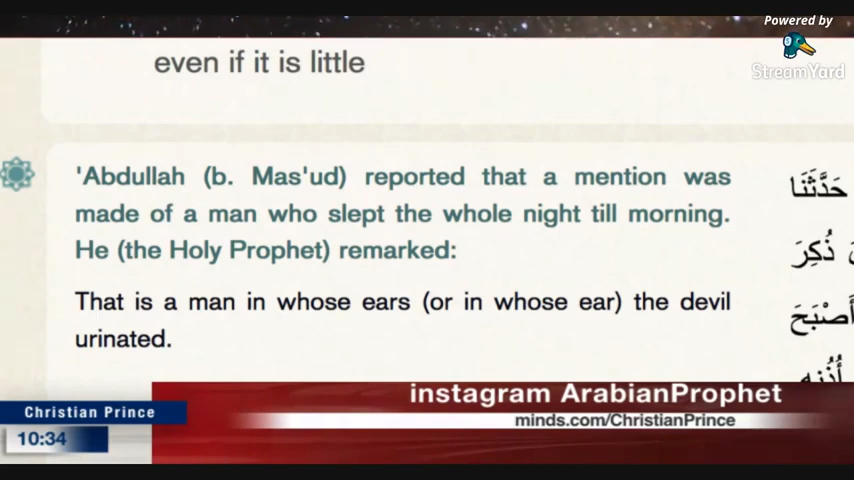 Powered by
StreamYard
even if it is little
'Abdullah (b. Mas'ud) reported that a mention was
made of a man who slept the whole night till morning.
He (the Holy Prophet) remarked:
That is a man in whose ears (or in whose ear) the devil
urinated.
حَدَّثَنَا
ذُكِرَ
أَصْبَحَ
instagram ArabianProphet
minds.com/ChristianPrince
Christian Prince
10:34